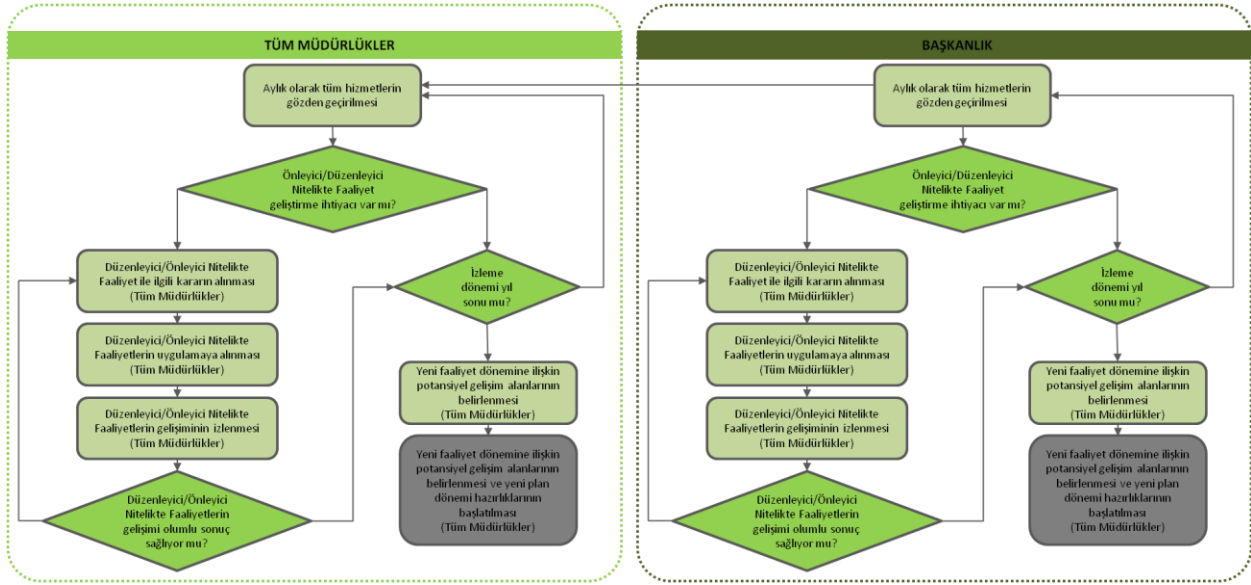 TÜM MÜDÜRLÜKLER
Aylık olarak tüm hizmetlerin
gözden geçirilmesi
Önleyici/Düzenleyici
Nitelikte Faaliyet
geliştirme ihtiyacı var mı?
Düzenleyici/Önleyici Nitelikte
Faaliyet ile ilgili kararın alınması
(Tüm Müdürlükler)
Düzenleyici/Önleyici Nitelikte
Faaliyetlerin uygulamaya alınması
(Tüm Müdürlükler)
Düzenleyici/Önleyici Nitelikte
Faaliyetlerin gelişiminin izlenmesi
(Tüm Müdürlükler)
Düzenleyici/Önleyici
Nitelikte Faaliyetlerin
gelişimi olumlu sonuç
sağlıyor mu?
İzleme
dönemi yıl
sonu mu?
Yeni faaliyet dönemine ilişkin
potansiyel gelişim alanlarının
belirlenmesi
(Tüm Müdürlükler)
Yeni faaliyet dönemine ilişkin
potansiyel gelişim alanlarının
belirlenmesi ve yeni plan
dönemi hazırlıklarının
başlatılması
(Tüm Müdürlükler)
BAŞKANLIK
Aylık olarak tüm hizmetlerin
gözden geçirilmesi
Önleyici/Düzenleyici
Nitelikte Faaliyet
geliştirme ihtiyacı var mı?
Düzenleyici/Önleyici Nitelikte
Faaliyet ile ilgili kararın alınması
(Tüm Müdürlükler)
Düzenleyici/Önleyici Nitelikte
Faaliyetlerin uygulamaya alınması
(Tüm Müdürlükler)
Düzenleyici/Önleyici Nitelikte
Faaliyetlerin gelişiminin izlenmesi
(Tüm Müdürlükler)
Düzenleyici/Önleyici
Nitelikte Faaliyetlerin
gelişimi olumlu sonuç
sağlıyor mu?
İzleme
dönemi yıl
sonu mu?
Yeni faaliyet dönemine ilişkin
potansiyel gelişim alanlarının
belirlenmesi
(Tüm Müdürlükler)
Yeni faaliyet dönemine ilişkin
potansiyel gelişim alanlarının
belirlenmesi ve yeni plan
dönemi hazırlıklarının
başlatılması
(Tüm Müdürlükler)